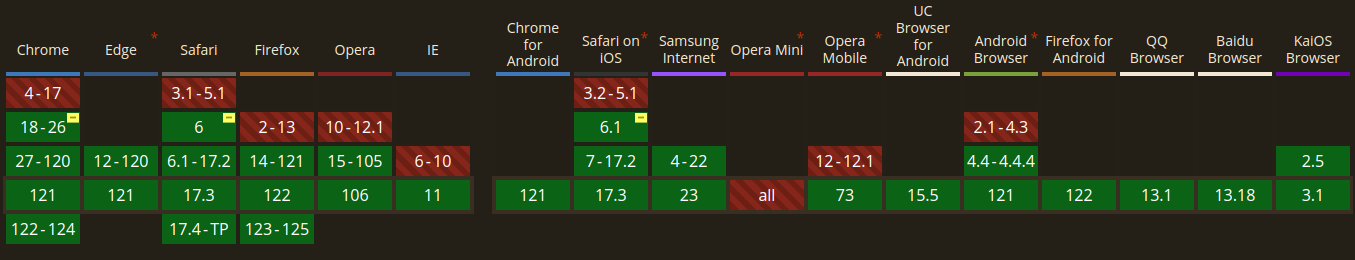 Chrome Edge * Safari Firefox Opera IE Chrome for Android Safari on iOS * Samsung Internet Opera Mini * Opera Mobile * UC Browser for Android Android Browser * Firefox for Android QQ Browser Baidu Browser KaiOS Browser
4-17 3.1-5.1 3.2-5.1
18-26 6 2-13 10-12.1 6.1 2.1-4.3
27-120 12-120 6.1-17.2 14-121 15-105 6-10 7-17.2 4-22 12-12.1 4.4-4.4.4 2.5
121 121 17.3 122 106 11 121 17.3 23 all 73 15.5 121 122 13.1 13.18 3.1
122-124 17.4-TP 123-125